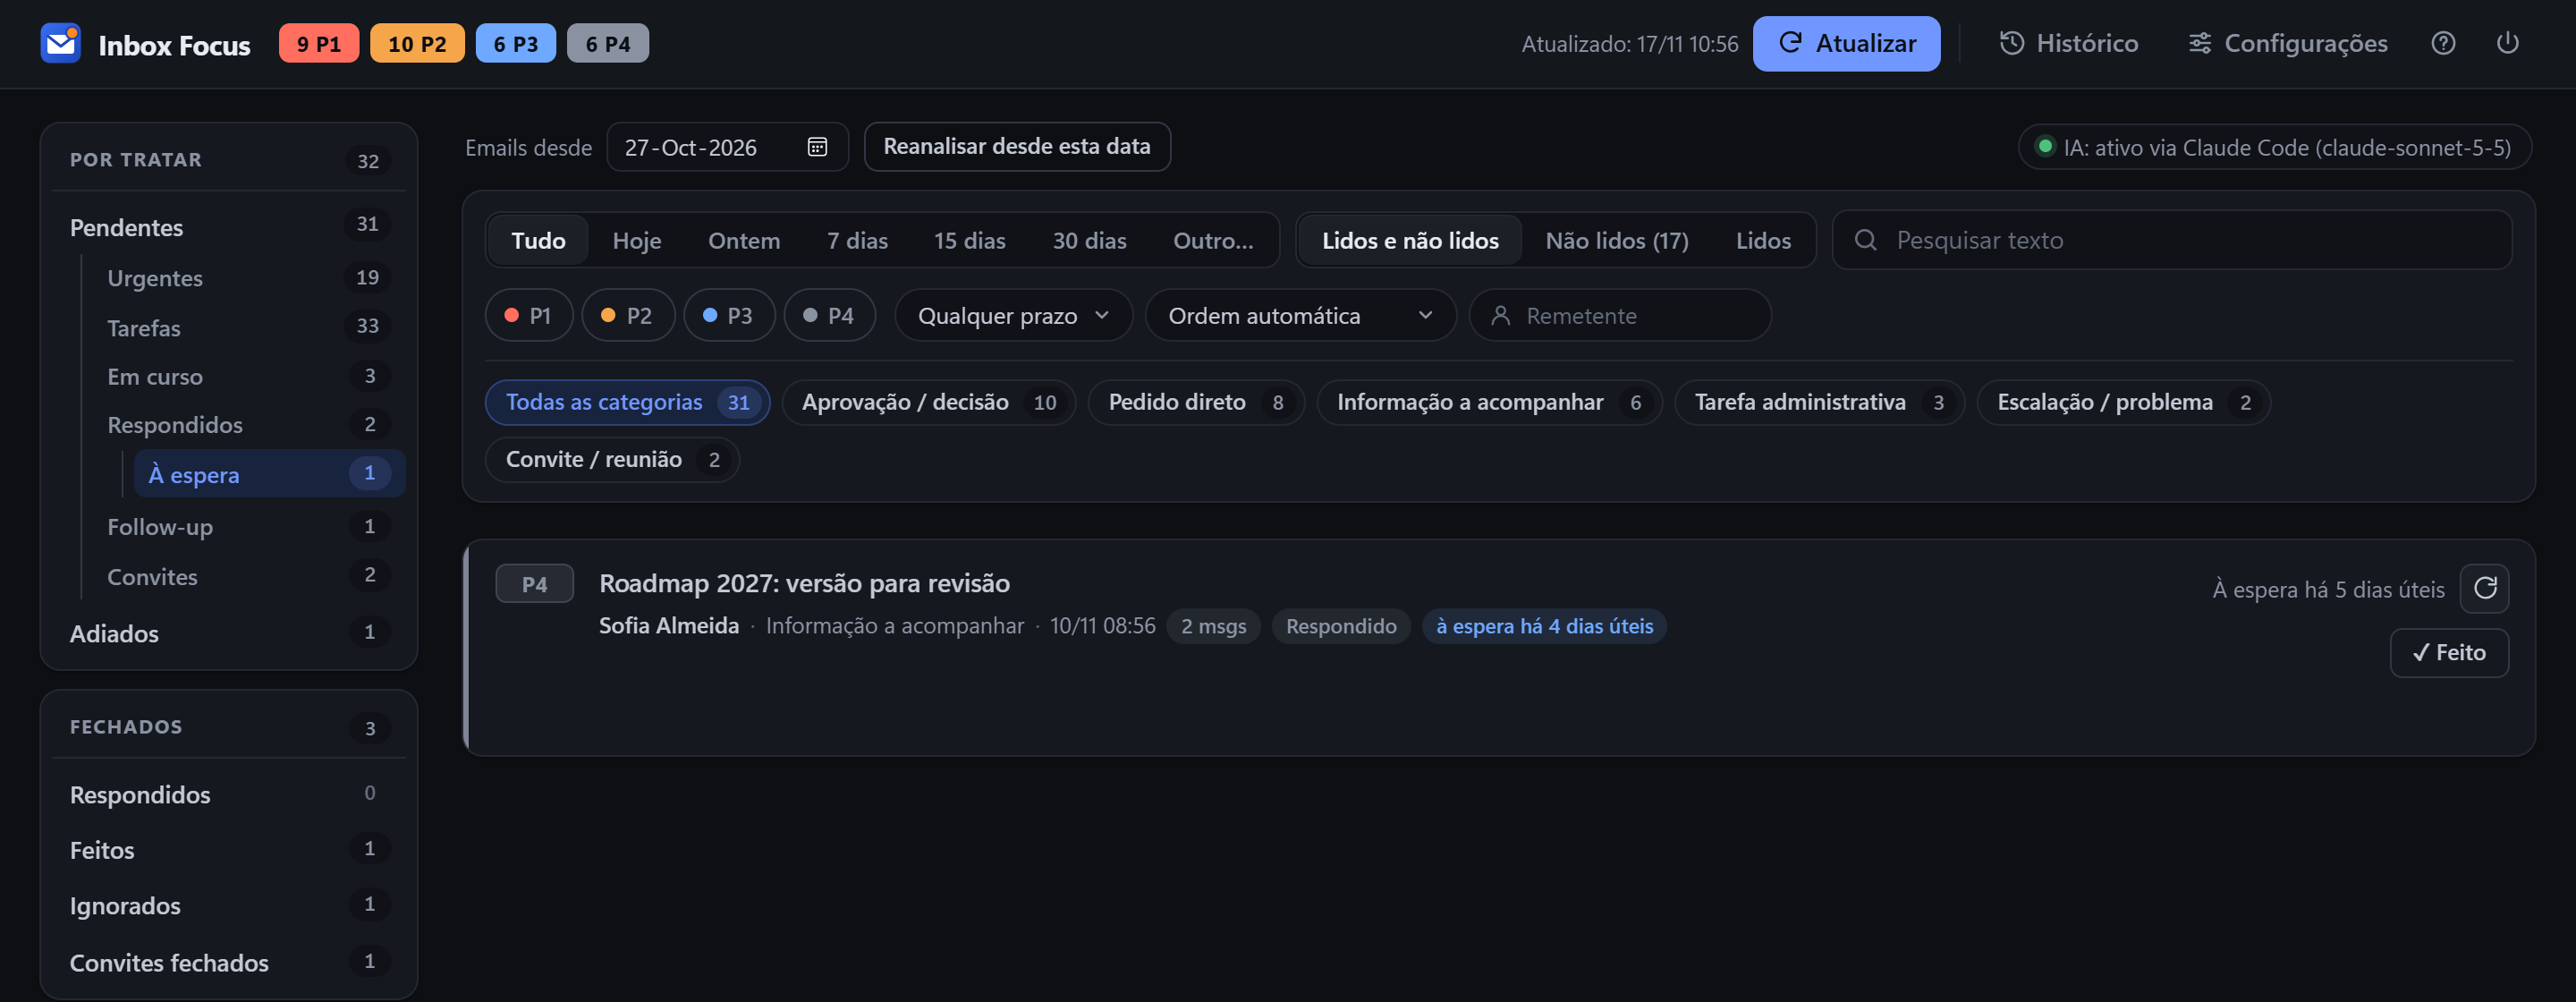 Inbox Focus 9 P1 10 P2 6 P3 6 P4 Atualizado: 17/11 10:56 Atualizar Histórico Configurações
POR TRATAR 32
Pendentes 31
Urgentes 19
Tarefas 33
Em curso 3
Respondidos 2
À espera 1
Follow-up 1
Convites 2
Adiados 1
FECHADOS 3
Respondidos 0
Feitos 1
Ignorados 1
Convites fechados 1
Emails desde 27-Oct-2026 Reanalisar desde esta data IA: ativo via Claude Code (claude-sonnet-5-5)
Tudo Hoje Ontem 7 dias 15 dias 30 dias Outro... Lidos e não lidos Não lidos (17) Lidos Pesquisar texto
P1 P2 P3 P4 Qualquer prazo Ordem automática Remetente
Todas as categorias 31 Aprovação / decisão 10 Pedido direto 8 Informação a acompanhar 6 Tarefa administrativa 3 Escalação / problema 2
Convite / reunião 2
P4 Roadmap 2027: versão para revisão À espera há 5 dias úteis
Sofia Almeida · Informação a acompanhar · 10/11 08:56 2 msgs Respondido à espera há 4 dias úteis
✓ Feito